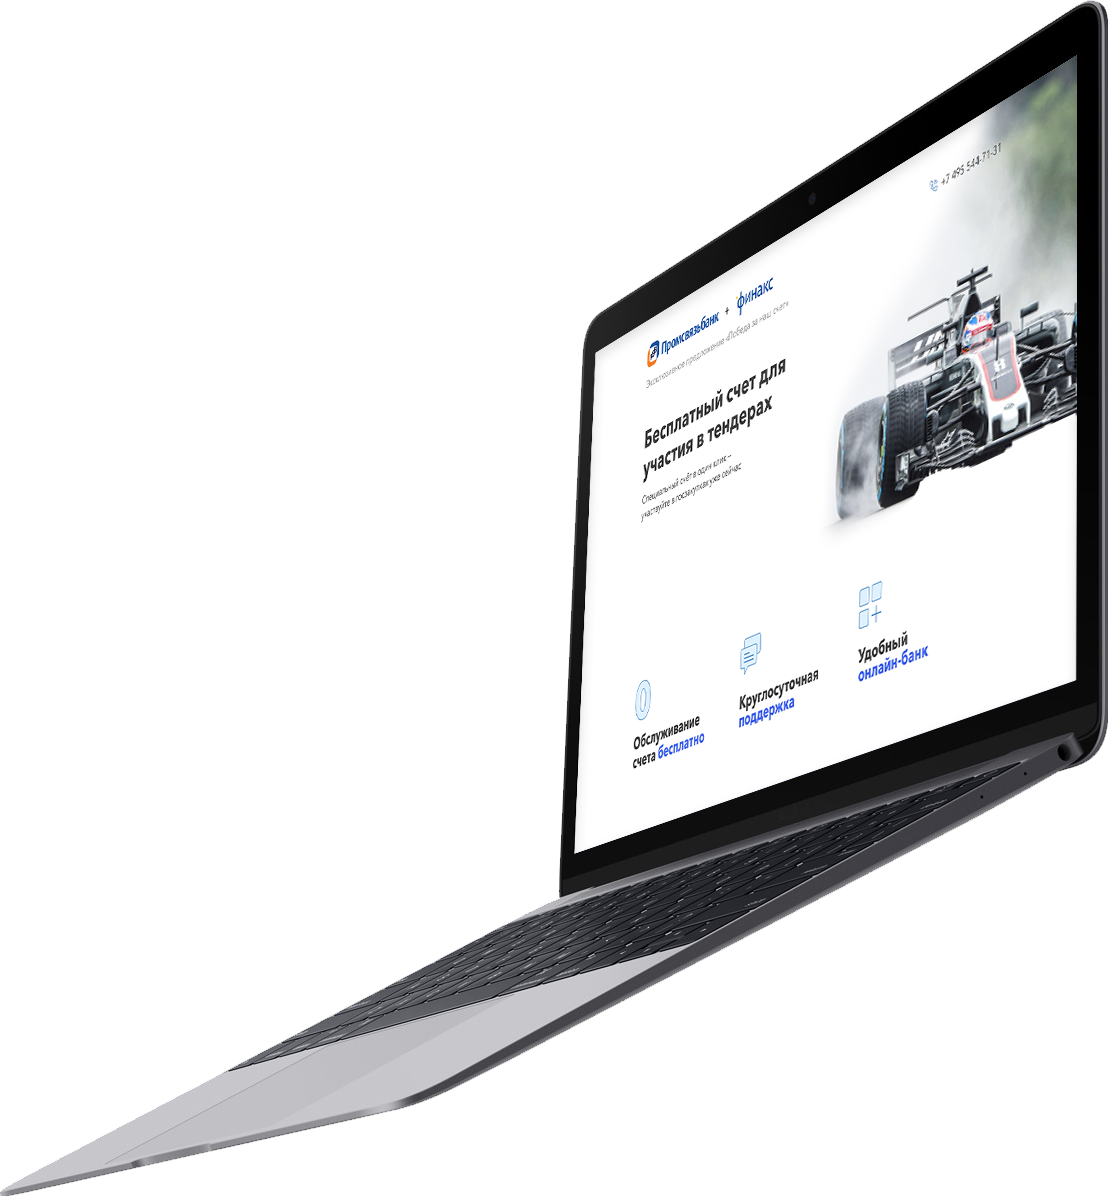 +7 495 544-71-31
Промсвязьбанк + финакс
Эксклюзивное предложение «Победа за наш счет»
Бесплатный счет для
участия в тендерах
Специальный счёт в один клик –
участвуйте в госзакупках уже сейчас
0
Обслуживание
счета бесплатно
Круглосуточная
поддержка
Удобный
онлайн-банк